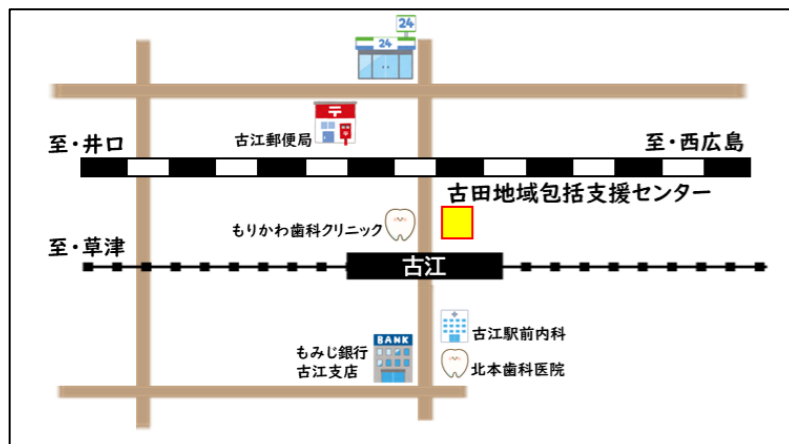 24
24
〒
古江郵便局
至・井口
至・西広島
古田地域包括支援センター
もりかわ歯科クリニック
至・草津
古江
BANK
もみじ銀行
古江支店
古江駅前内科
北本歯科医院